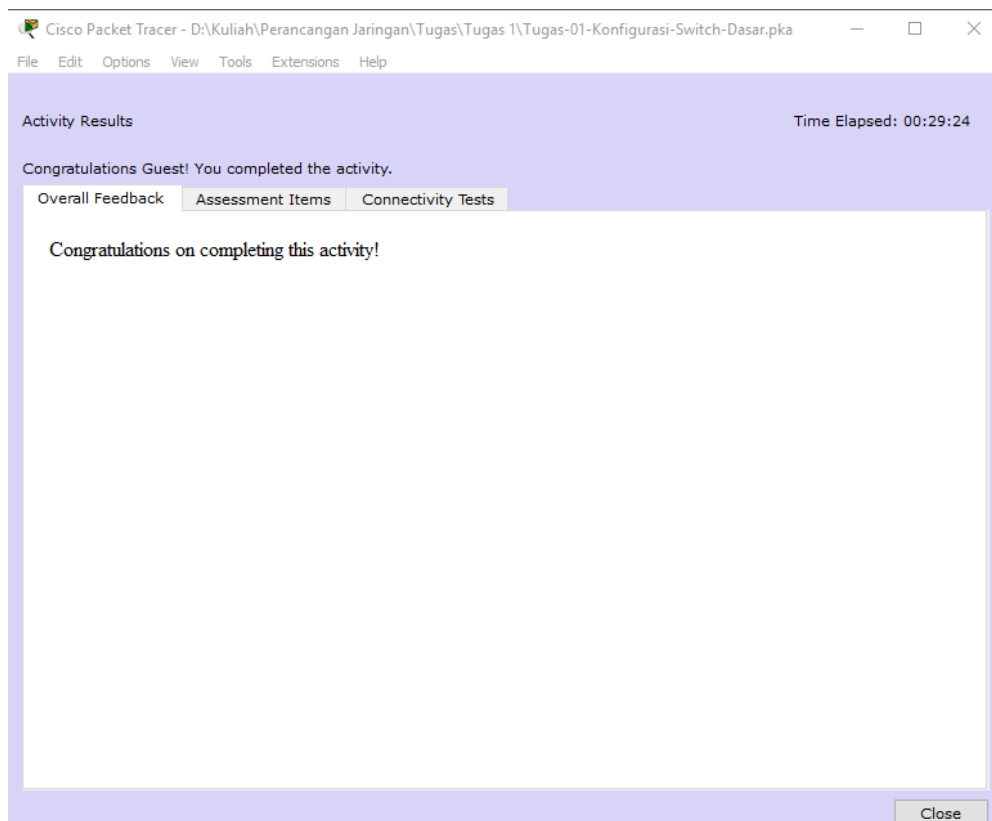 Cisco Packet Tracer - D:\Kuliah\Perancangan Jaringan\Tugas\Tugas 1\Tugas-01-Konfigurasi-Switch-Dasar.pka
File Edit Options View Tools Extensions Help
Activity Results Time Elapsed: 00:29:24
Congratulations Guest! You completed the activity.
Overall Feedback Assessment Items Connectivity Tests
Congratulations on completing this activity!
Close